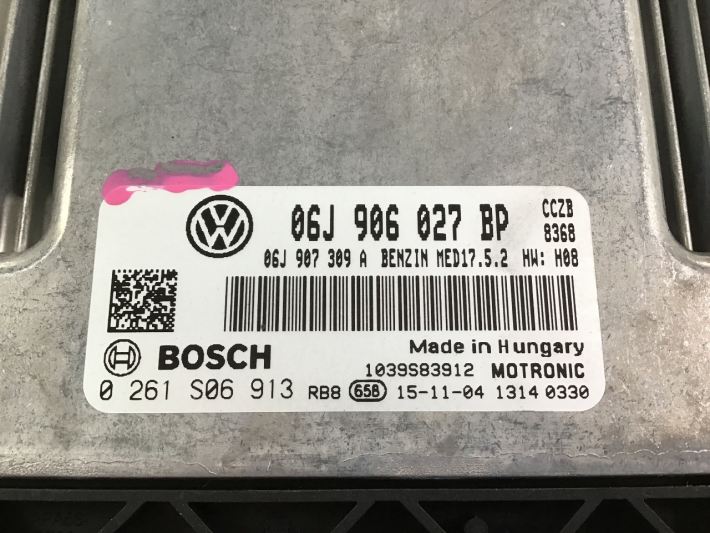 06J 906 027 BP CCZB
8368
06J 907 309 A BENZIN MED17.5.2 HW: H08
Made in Hungary
BOSCH 1039S83912 MOTRONIC
0 261 S06 913 RB8 658 15-11-04 1314 0330